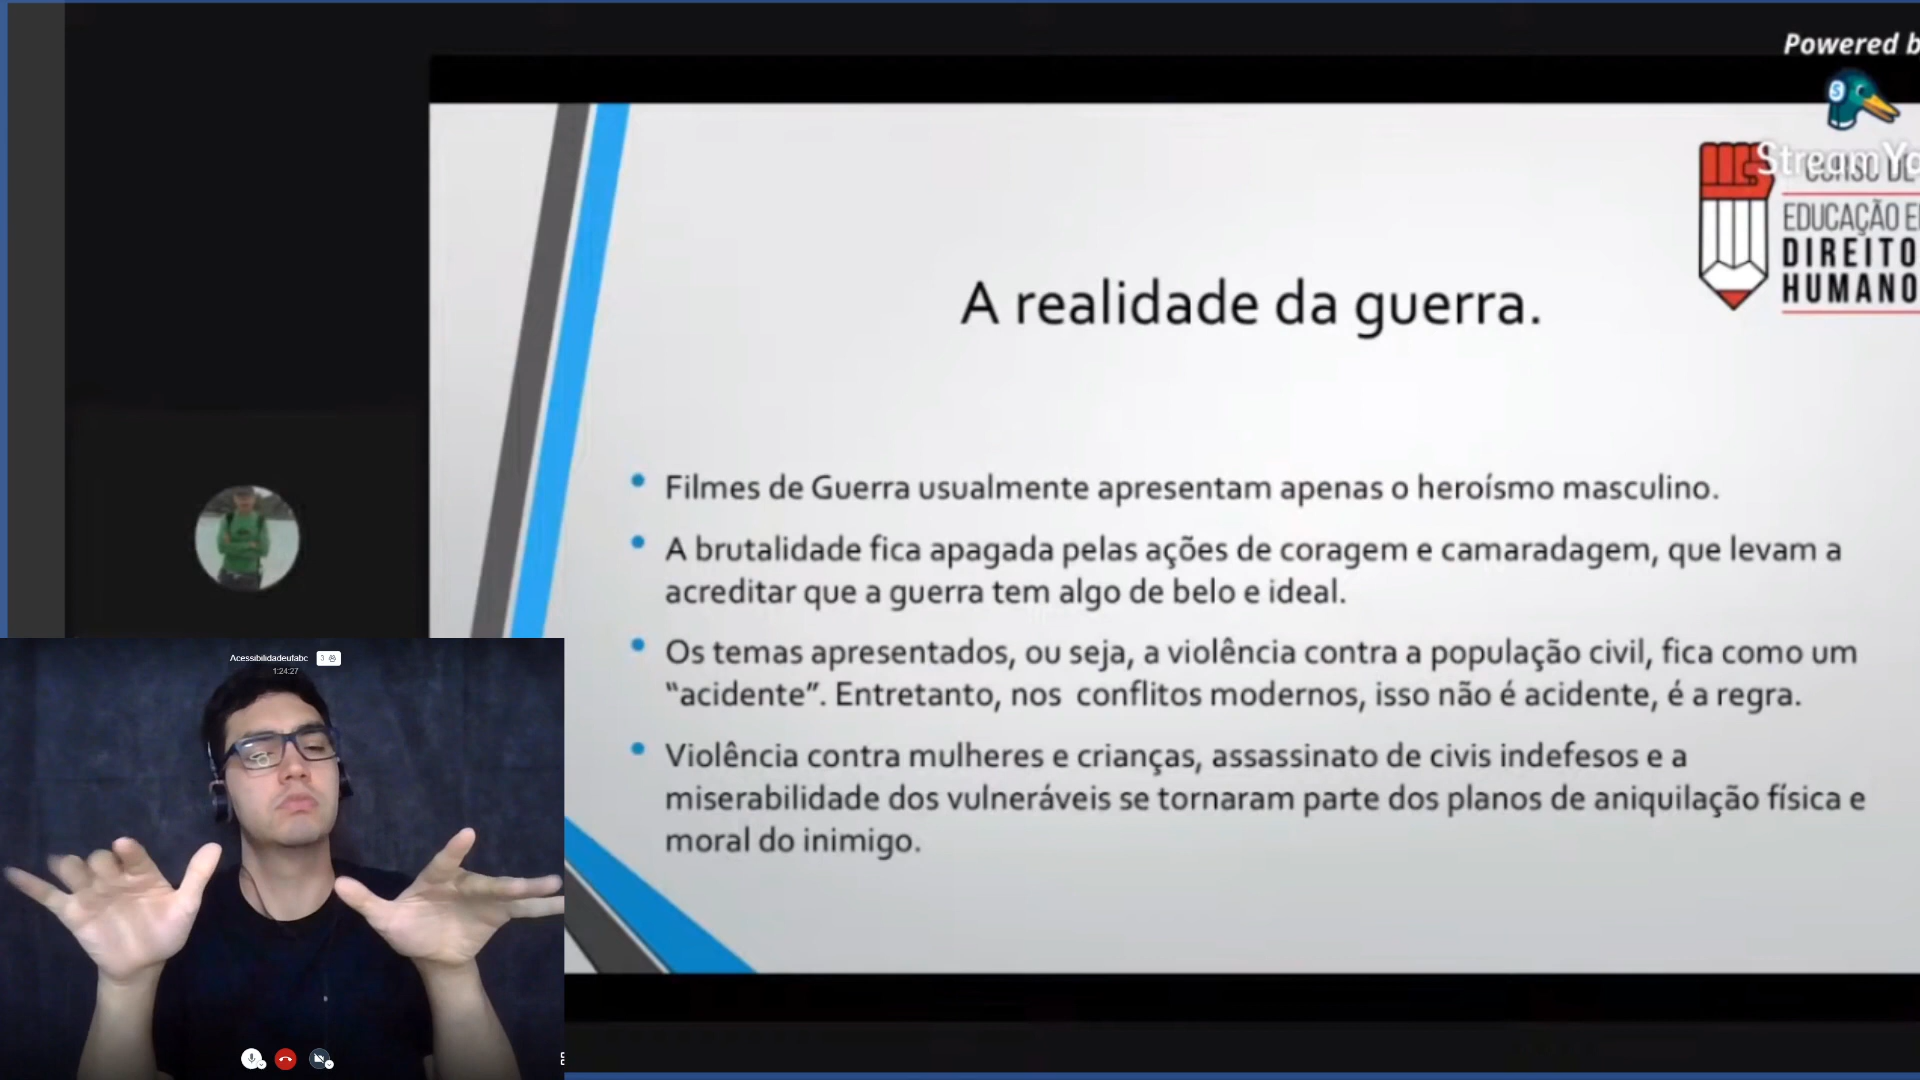 Powered b
StreamYa
CURSO DE
EDUCAÇÃO E
DIREITO
HUMANO
A realidade da guerra.
Filmes de Guerra usualmente apresentam apenas o heroísmo masculino.
A brutalidade fica apagada pelas ações de coragem e camaradagem, que levam a
acreditar que a guerra tem algo de belo e ideal.
Os temas apresentados, ou seja, a violência contra a população civil, fica como um
“acidente”. Entretanto, nos conflitos modernos, isso não é acidente, é a regra.
Violência contra mulheres e crianças, assassinato de civis indefesos e a
miserabilidade dos vulneráveis se tornaram parte dos planos de aniquilação física e
moral do inimigo.
Acessibilidadeufabc 3
1:24:27